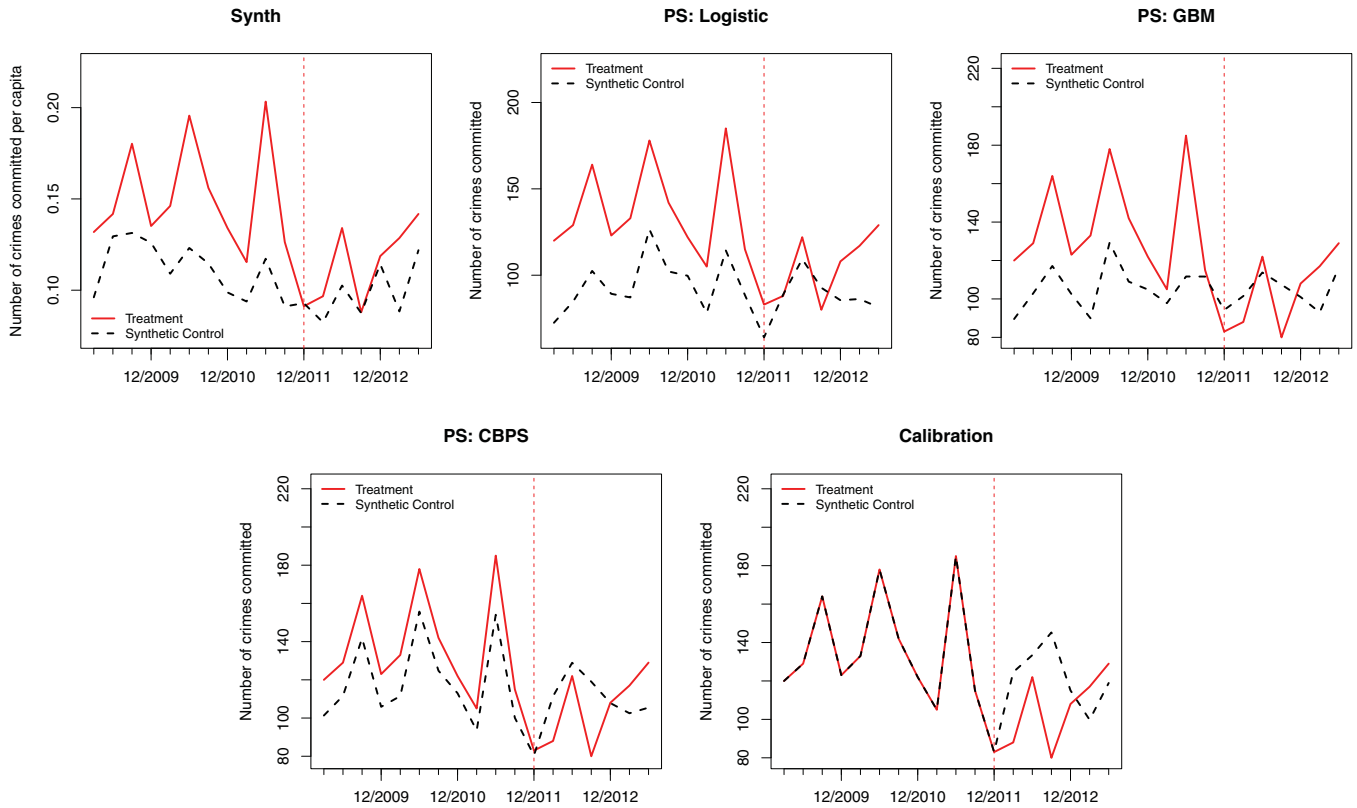 Synth
Number of crimes committed per capita
0.20
0.15
0.10
Treatment
Synthetic Control
12/2009
12/2010
12/2011
12/2012
PS: Logistic
Number of crimes committed
200
150
100
Treatment
Synthetic Control
12/2009
12/2010
12/2011
12/2012
PS: GBM
Number of crimes committed
220
180
140
100
80
Treatment
Synthetic Control
12/2009
12/2010
12/2011
12/2012
PS: CBPS
Number of crimes committed
220
180
140
100
80
Treatment
Synthetic Control
12/2009
12/2010
12/2011
12/2012
Calibration
Number of crimes committed
220
180
140
100
80
Treatment
Synthetic Control
12/2009
12/2010
12/2011
12/2012